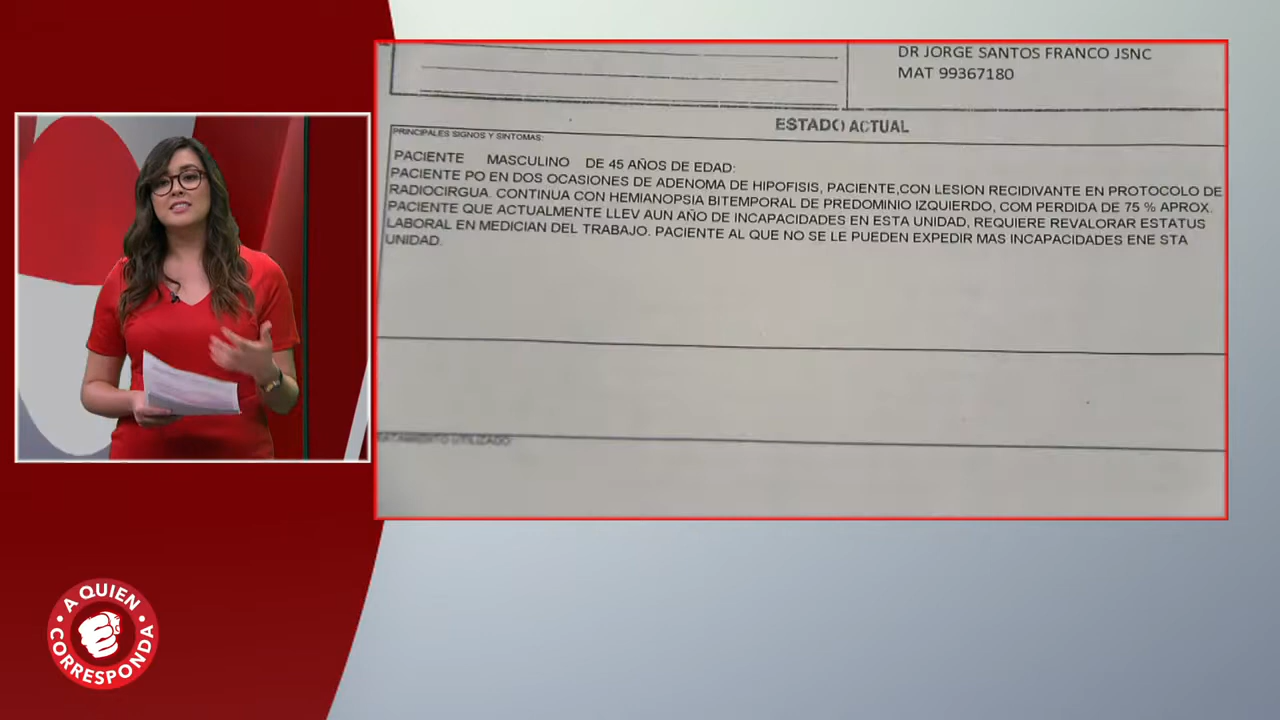 DR JORGE SANTOS FRANCO JSNC
MAT 99367180
ESTADO ACTUAL
PRINCIPALES SIGNOS Y SINTOMAS:
PACIENTE MASCULINO DE 45 AÑOS DE EDAD:
PACIENTE PO EN DOS OCASIONES DE ADENOMA DE HIPOFISIS, PACIENTE,CON LESION RECIDIVANTE EN PROTOCOLO DE
RADIOCIRGUA. CONTINUA CON HEMIANOPSIA BITEMPORAL DE PREDOMINIO IZQUIERDO, COM PERDIDA DE 75 % APROX.
PACIENTE QUE ACTUALMENTE LLEV AUN AÑO DE INCAPACIDADES EN ESTA UNIDAD, REQUIERE REVALORAR ESTATUS
LABORAL EN MEDICIAN DEL TRABAJO. PACIENTE AL QUE NO SE LE PUEDEN EXPEDIR MAS INCAPACIDADES ENE STA
UNIDAD.
UTILIZADO
A QUIEN
CORRESPONDA